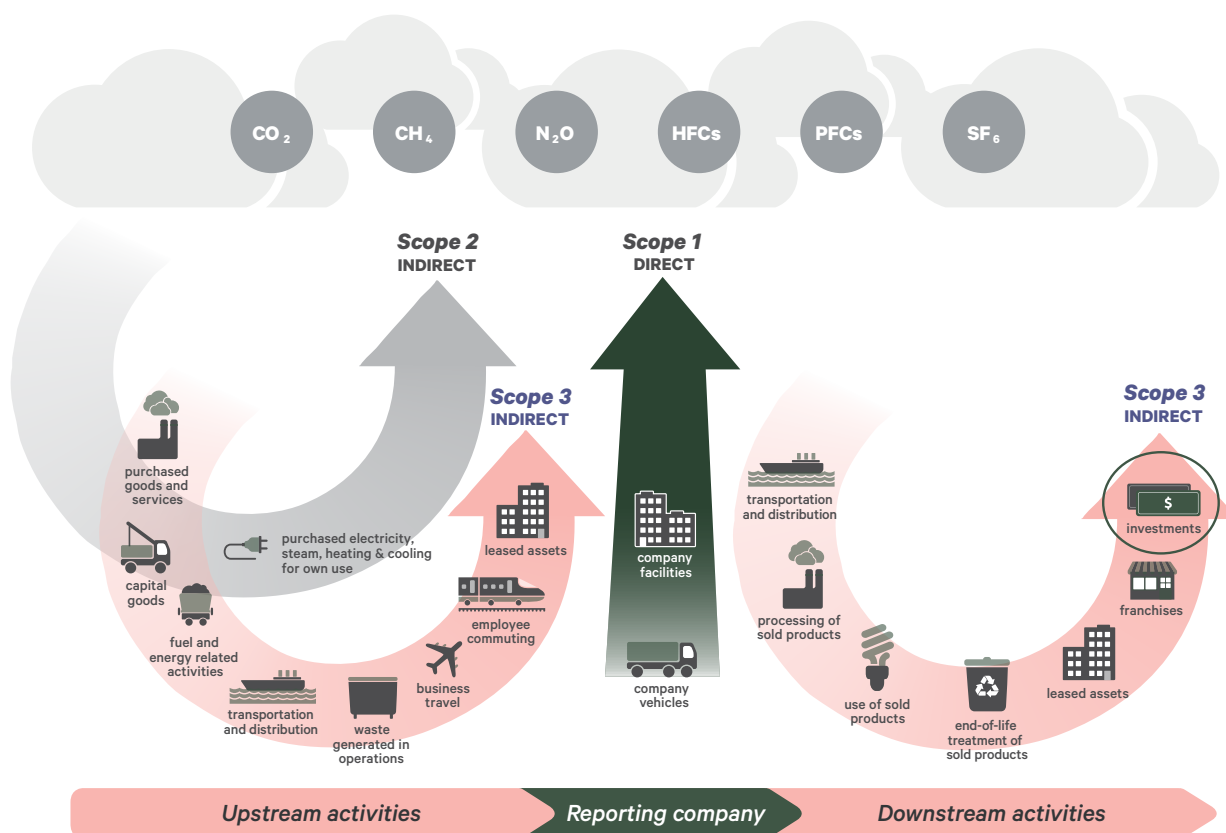 CO₂
CH₄
N₂O
HFCs
PFCs
SF₆
Scope 2
INDIRECT
Scope 1
DIRECT
Scope 3
INDIRECT
Scope 3
INDIRECT
purchased
goods and
services
capital
goods
fuel and
energy related
activities
purchased electricity,
steam, heating & cooling
for own use
transportation
and distribution
waste
generated in
operations
business
travel
employee
commuting
leased assets
company
facilities
company
vehicles
transportation
and distribution
processing of
sold products
use of sold
products
end-of-life
treatment of
sold products
leased assets
franchises
$
investments
Upstream activities
Reporting company
Downstream activities